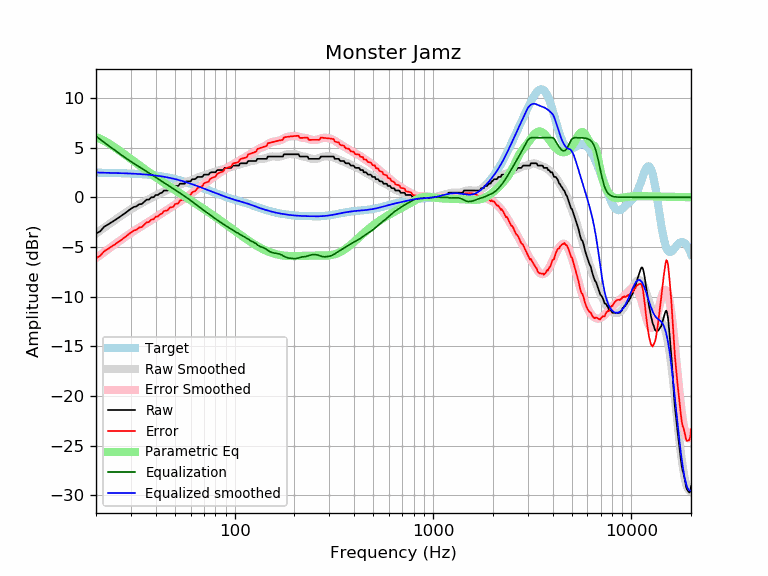 Monster Jamz
Amplitude (dBr)
10
5
0
−5
−10
−15
−20
−25
−30
Target
Raw Smoothed
Error Smoothed
Raw
Error
Parametric Eq
Equalization
Equalized smoothed
100
1000
10000
Frequency (Hz)